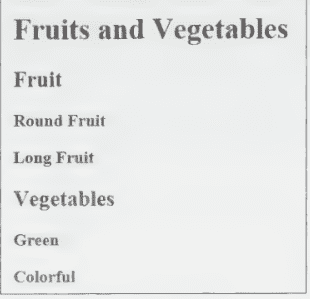 Fruits and Vegetables
Fruit
Round Fruit
Long Fruit
Vegetables
Green
Colorful